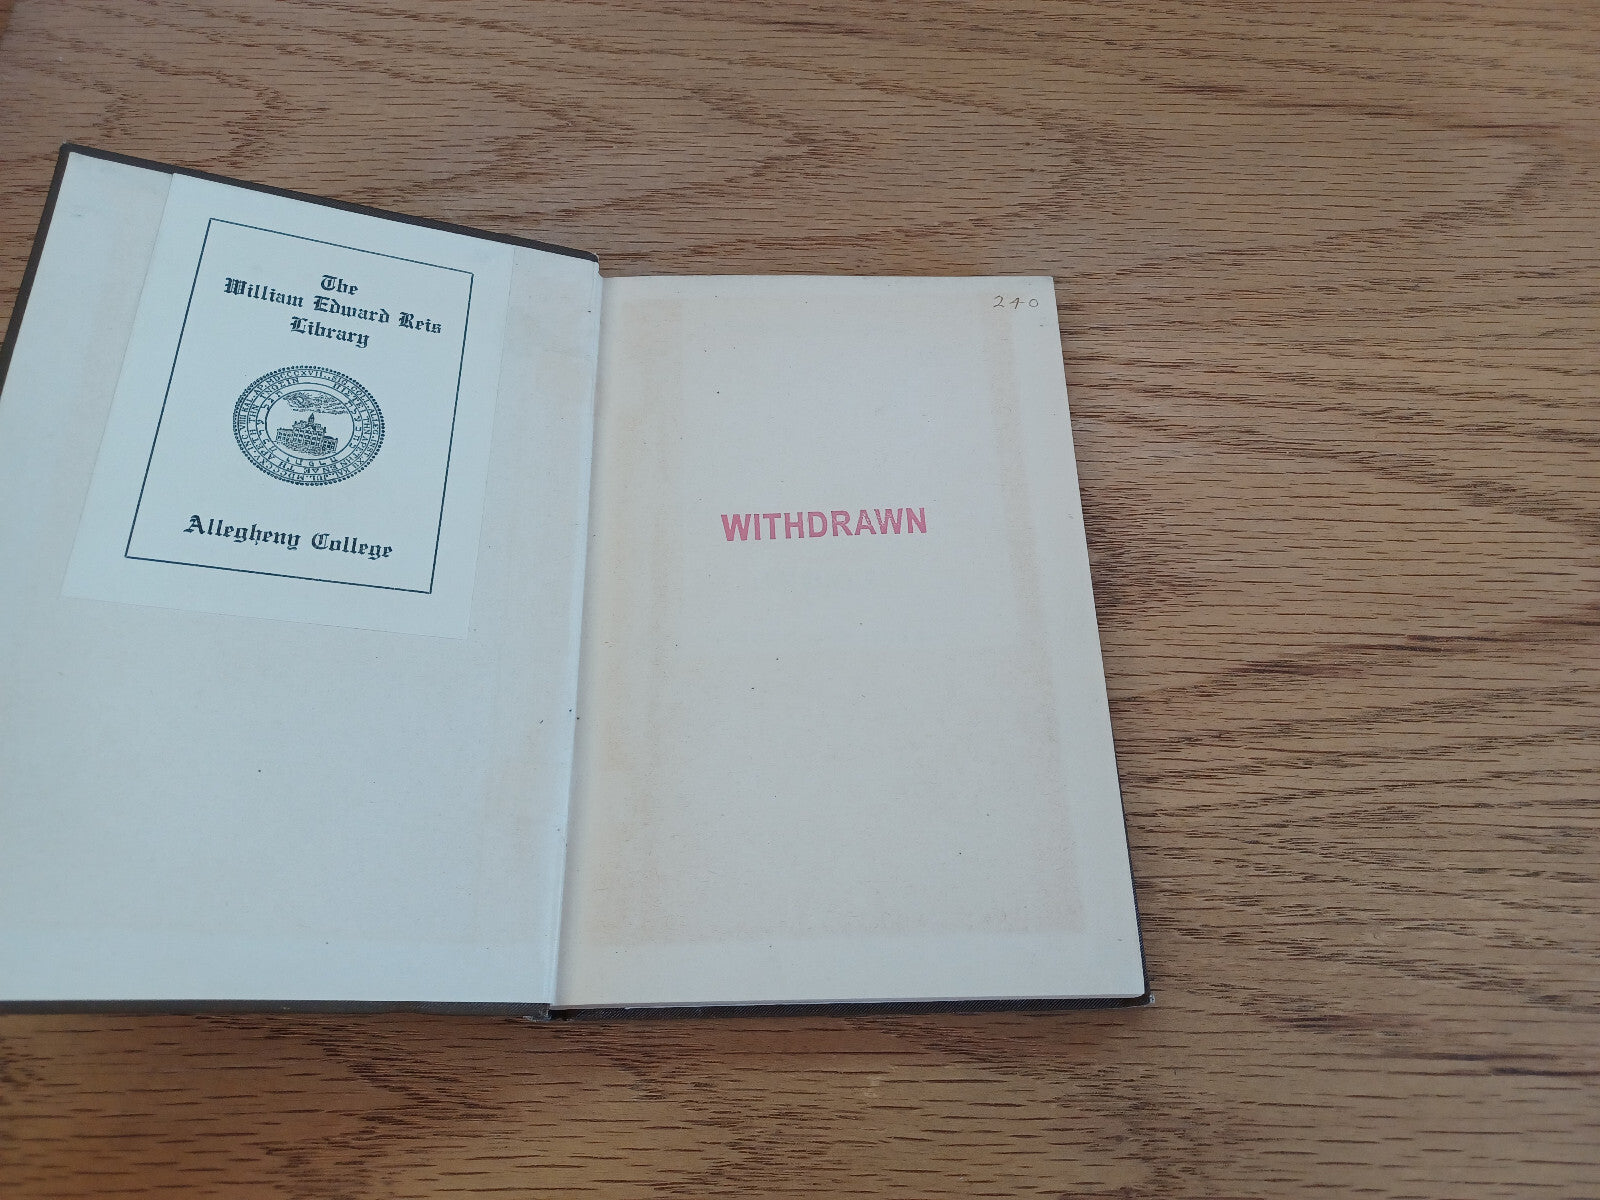 The
William Edward Reis
Library
Allegheny College
240
WITHDRAWN